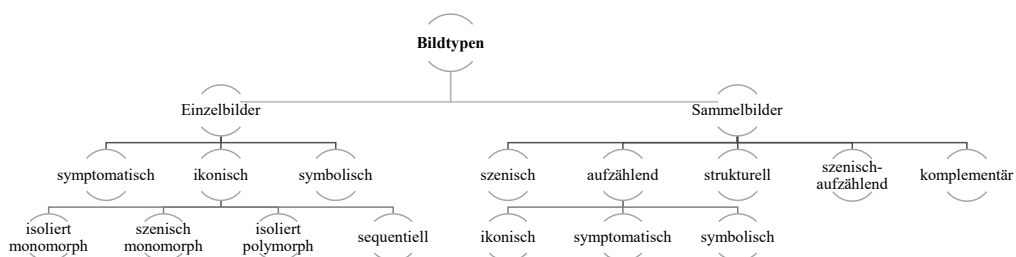 Bildtypen
Einzelbilder
Sammelbilder
symptomatisch
ikonisch
symbolisch
szenisch
aufzählend
strukturell
szenisch-
aufzählend
komplementär
isoliert
monomorph
szenisch
monomorph
isoliert
polymorph
sequentiell
ikonisch
symptomatisch
symbolisch